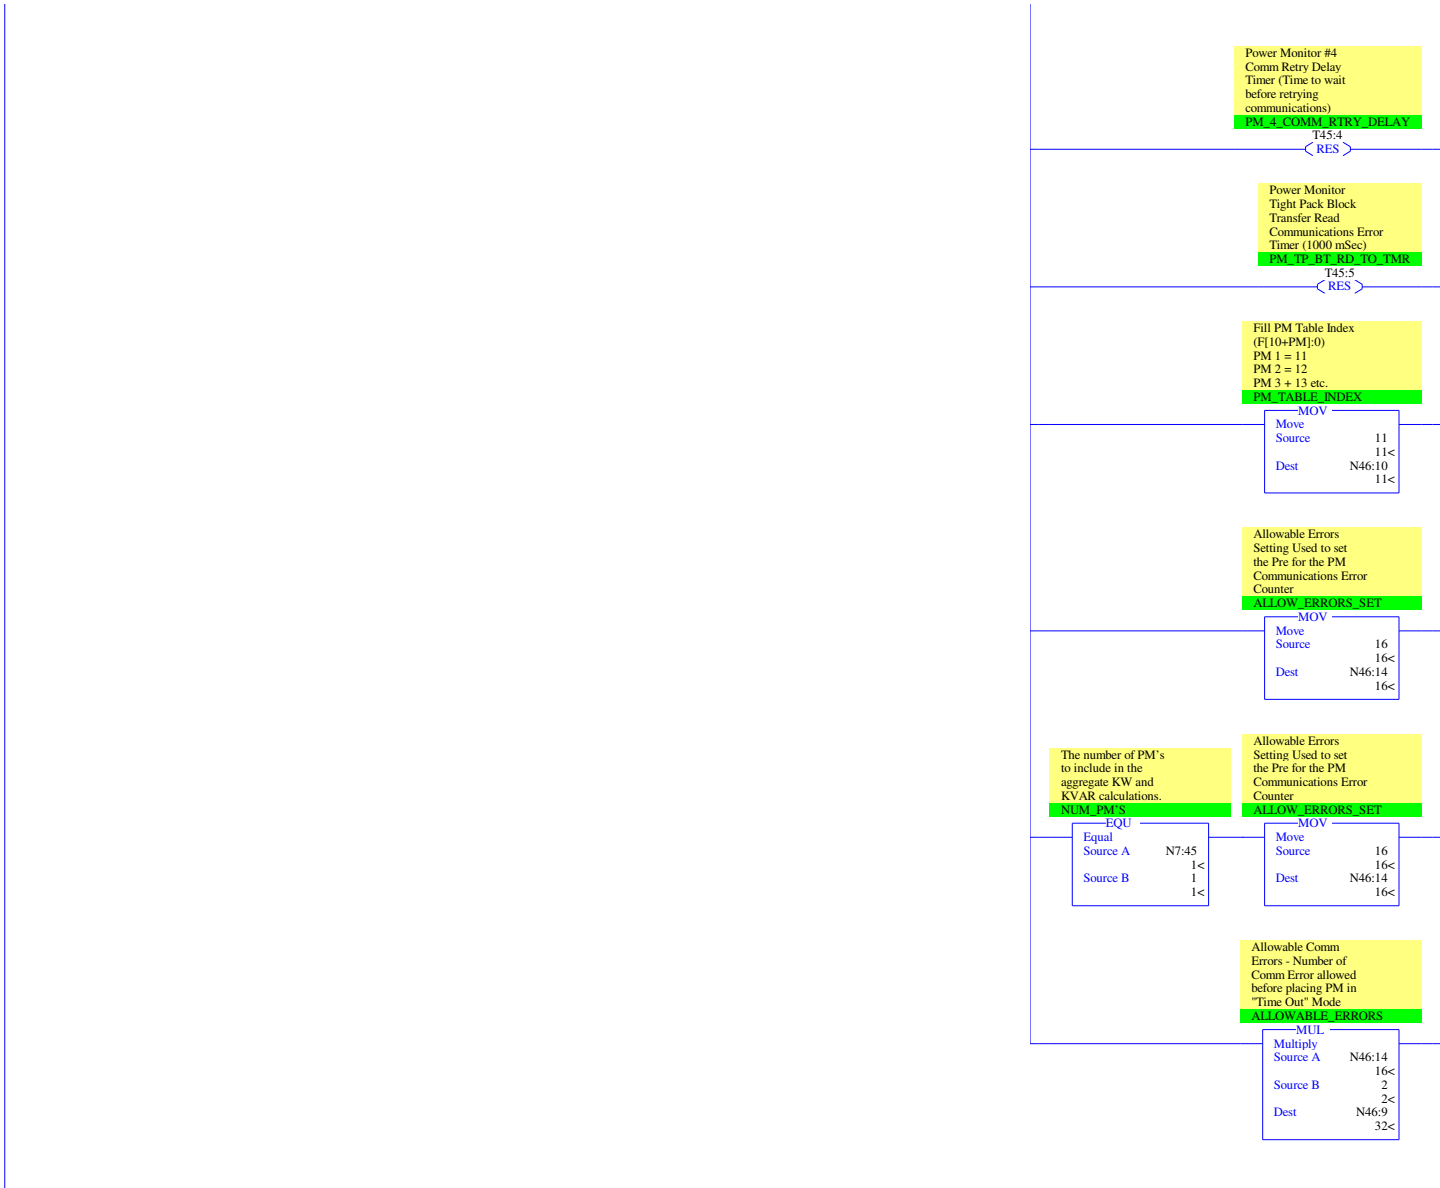 Power Monitor #4
Comm Retry Delay
Timer (Time to wait
before retrying
communications)
PM_4_COMM_RTRY_DELAY
T45:4
RES
Power Monitor
Tight Pack Block
Transfer Read
Communications Error
Timer (1000 mSec)
PM_TP_BT_RD_TO_TMR
T45:5
RES
Fill PM Table Index
(F[10+PM]:0)
PM 1 = 11
PM 2 = 12
PM 3 + 13 etc.
PM_TABLE_INDEX
MOV
Move
Source 11
11<
Dest N46:10
11<
Allowable Errors
Setting Used to set
the Pre for the PM
Communications Error
Counter
ALLOW_ERRORS_SET
MOV
Move
Source 16
16<
Dest N46:14
16<
The number of PM's
to include in the
aggregate KW and
KVAR calculations.
NUM_PM'S
EQU
Equal
Source A N7:45
1<
Source B 1
1<
Allowable Errors
Setting Used to set
the Pre for the PM
Communications Error
Counter
ALLOW_ERRORS_SET
MOV
Move
Source 16
16<
Dest N46:14
16<
Allowable Comm
Errors - Number of
Comm Error allowed
before placing PM in
"Time Out" Mode
ALLOWABLE_ERRORS
MUL
Multiply
Source A N46:14
16<
Source B 2
2<
Dest N46:9
32<